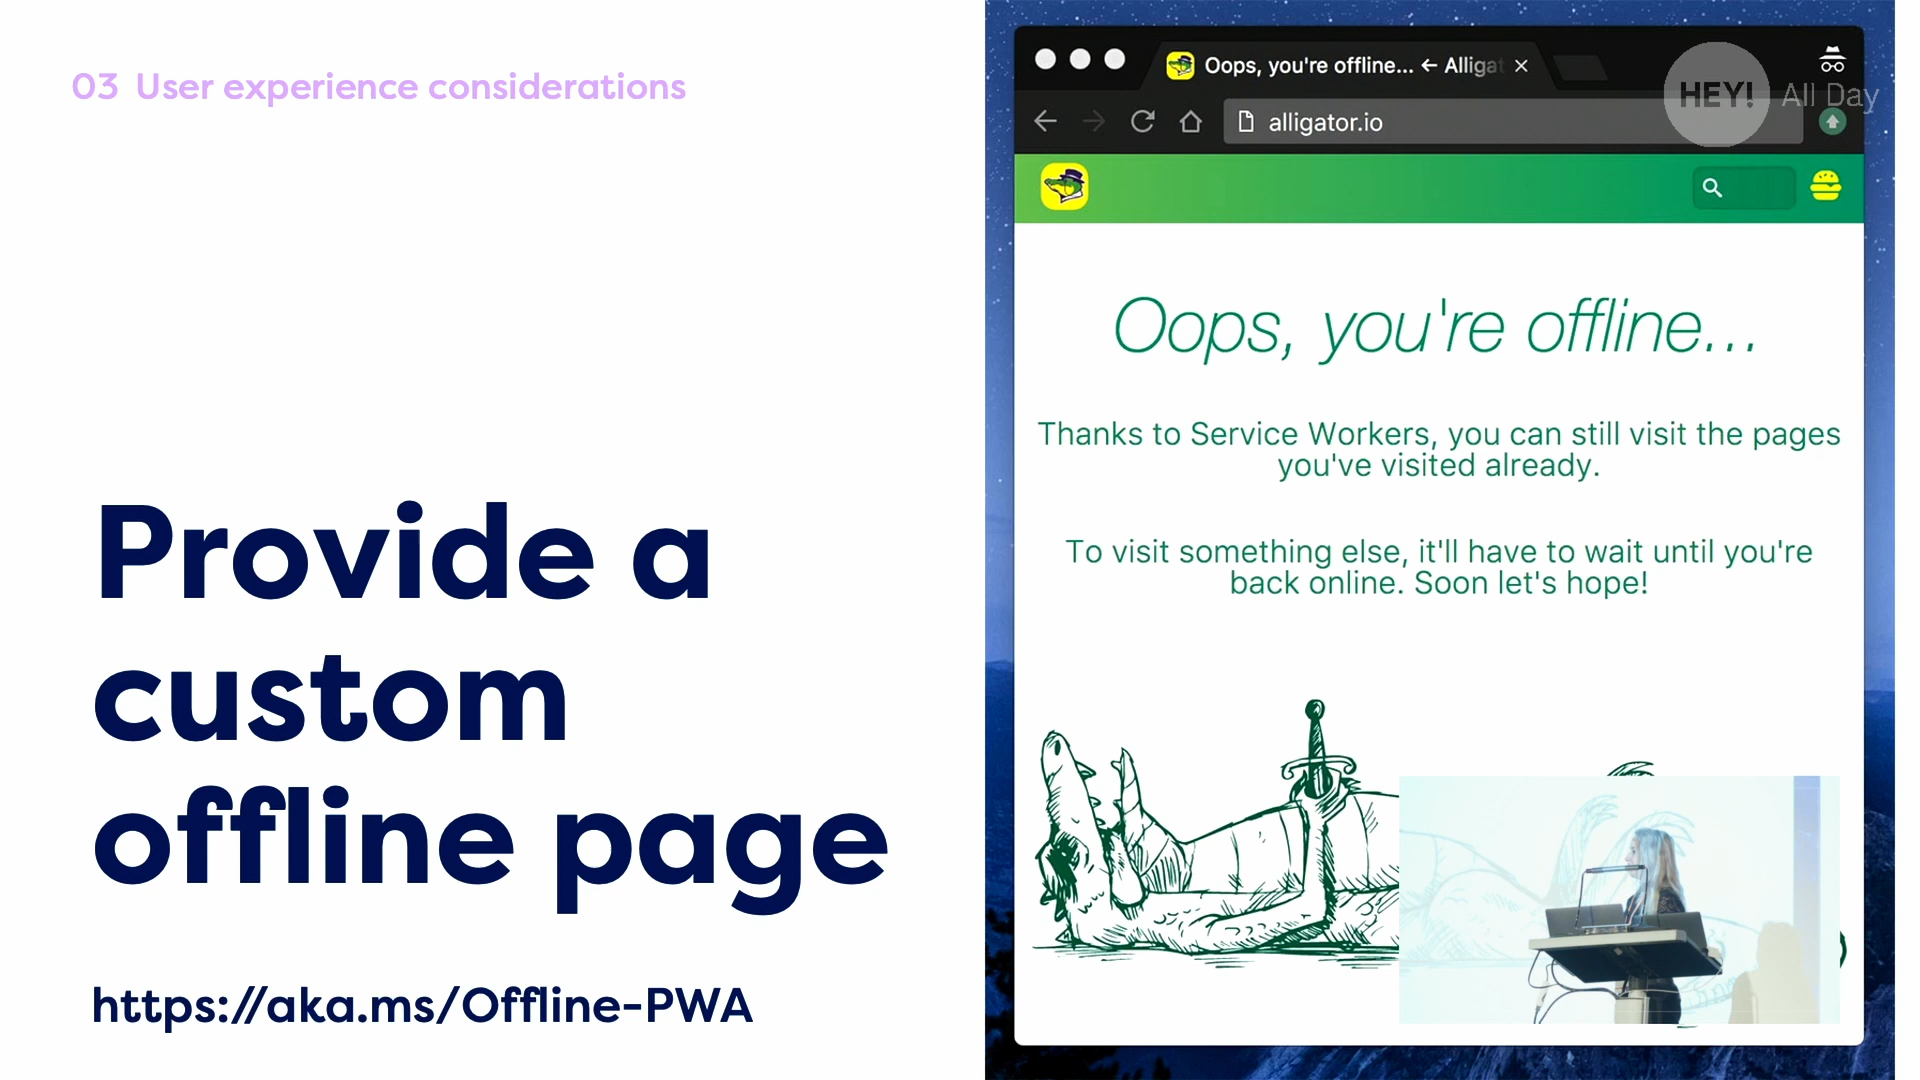 03 User experience considerations
Provide a
custom
offline page
https://aka.ms/Offline-PWA
Oops, you're offline... ← Alligat
HEY! All Day
alligator.io
Oops, you're offline...
Thanks to Service Workers, you can still visit the pages
you've visited already.
To visit something else, it'll have to wait until you're
back online. Soon let's hope!